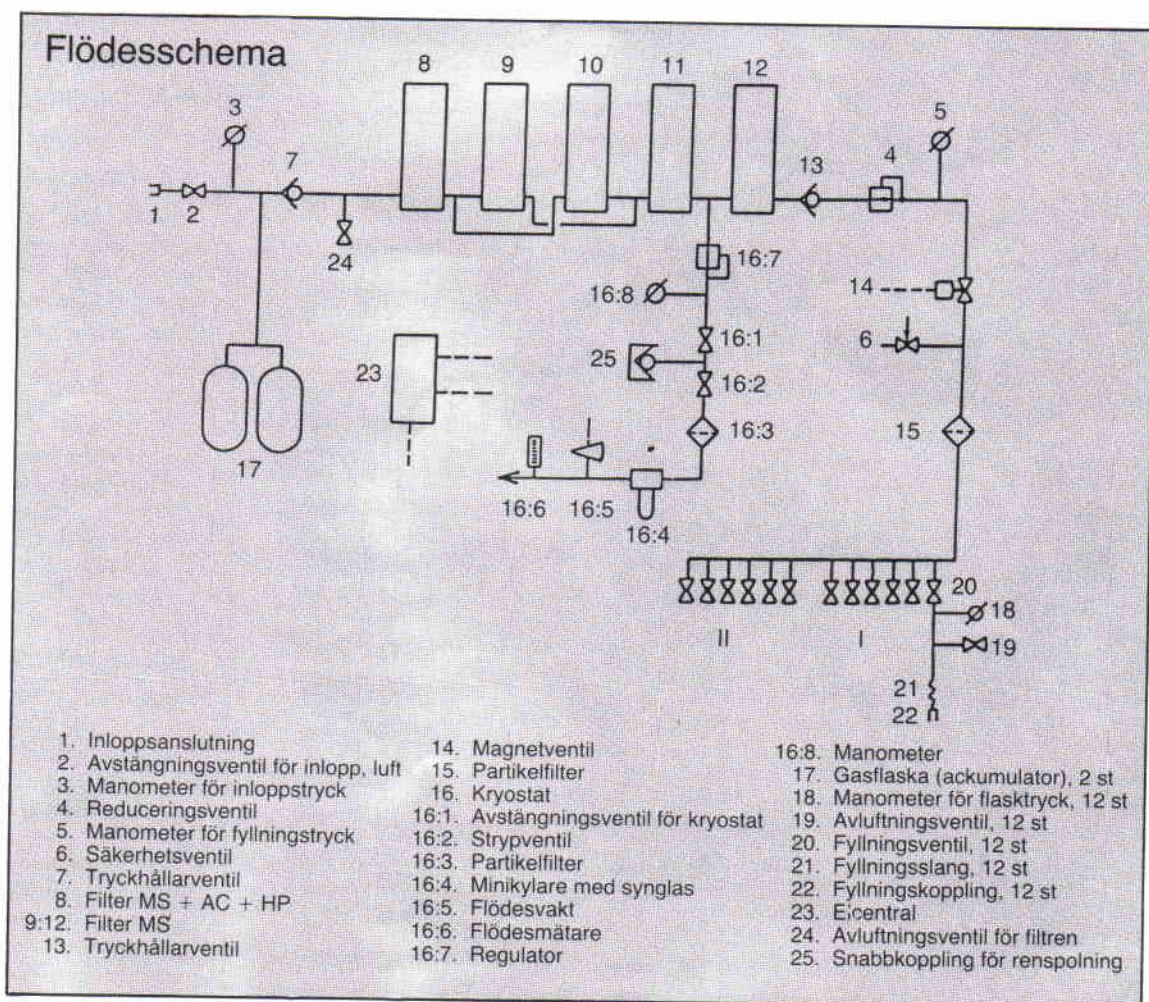 Flödesschema
8 9 10 11 12
3
5
7
13
4
1 2
24
16:7
14
16:8
16:1
6
25
23
16:2
16:3
15
17
16:6 16:5
16:4
20
18
II I
19
21
22
1. Inloppsanslutning
2. Avstängningsventil för inlopp, luft
3. Manometer för inloppstryck
4. Reduceringsventil
5. Manometer för fyllningstryck
6. Säkerhetsventil
7. Tryckhållarventil
8. Filter MS + AC + HP
9:12. Filter MS
13. Tryckhållarventil
14. Magnetventil
15. Partikelfilter
16. Kryostat
16:1. Avstängningsventil för kryostat
16:2. Strypventil
16:3. Partikelfilter
16:4. Minikylare med synglas
16:5. Flödesvakt
16:6. Flödesmätare
16:7. Regulator
16:8. Manometer
17. Gasflaska (ackumulator), 2 st
18. Manometer för flasktryck, 12 st
19. Avluftningsventil, 12 st
20. Fyllningsventil, 12 st
21. Fyllningsslang, 12 st
22. Fyllningskoppling, 12 st
23. Elcentral
24. Avluftningsventil för filtren
25. Snabbkoppling för renspolning